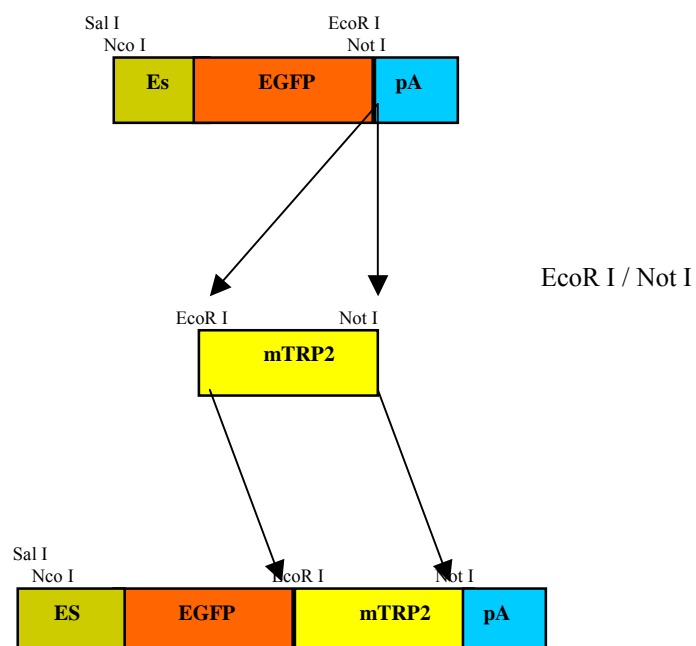 Sal I EcoR I
Nco I Not I
Es EGFP pA
EcoR I / Not I
EcoR I Not I
mTRP2
Sal I
Nco I EcoR I Not I
ES EGFP mTRP2 pA